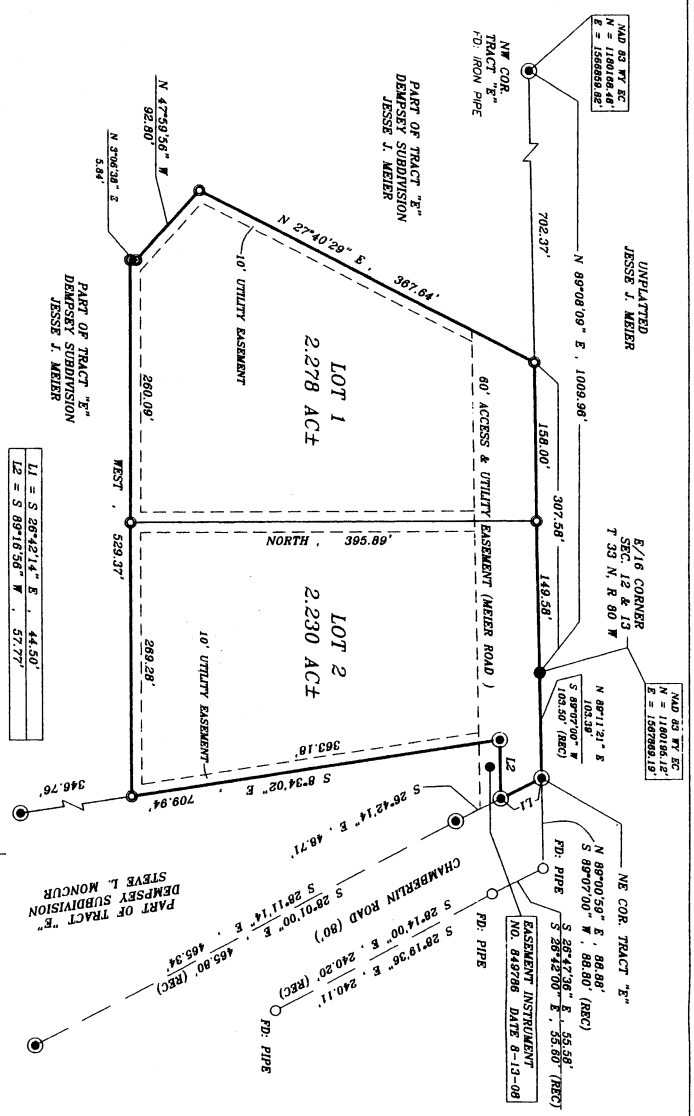 NAD 83 WY EC
N = 1180168.48'
E = 1566859.82'
NW COR.
TRACT "E"
FD: IRON PIPE
UNPLATTED
JESSE J. MEIER
702.37'
N 89°08'09" E , 1009.96'
307.58'
158.00'
149.58'
E/16 CORNER
SEC. 12 & 13
T 33 N, R 80 W
NAD 83 WY EC
N = 1180195.12'
E = 1567869.19'
N 89°11'21" E
103.39'
S 89°07'00" W
103.50' (REC)
NE COR. TRACT "E"
N 89°00'59" E , 88.88'
S 89°07'00" W , 88.80' (REC)
FD: PIPE
S 26°47'36" E , 55.58'
S 26°42'00" E , 55.60' (REC)
EASEMENT INSTRUMENT
NO. 849786 DATE 8-13-08
FD: PIPE
PART OF TRACT "E"
DEMPSEY SUBDIVISION
JESSE J. MEIER
N 27°40'29" E , 367.64'
N 47°59'56" W
92.80'
N 3°06'38" E
5.84'
10' UTILITY EASEMENT
LOT 1
2.278 AC±
60' ACCESS & UTILITY EASEMENT (MEIER ROAD )
NORTH , 395.89'
LOT 2
2.230 AC±
10' UTILITY EASEMENT
260.09'
269.28'
WEST , 529.37'
363.18'
S 8°34'02" E , 709.94'
346.76'
L2
L1
S 26°42'14" E , 48.71'
CHAMBERLIN ROAD (80')
S 28°11'14" E , 465.34'
S 28°01'00" E , 465.80' (REC)
S 28°19'36" E , 240.11'
S 28°14'00" E , 240.20' (REC)
FD: PIPE
PART OF TRACT "E"
DEMPSEY SUBDIVISION
JESSE J. MEIER
PART OF TRACT "E"
DEMPSEY SUBDIVISION
STEVE L. MONCUR
L1 = S 26°42'14" E , 44.50'
L2 = S 89°16'56" W , 57.77'